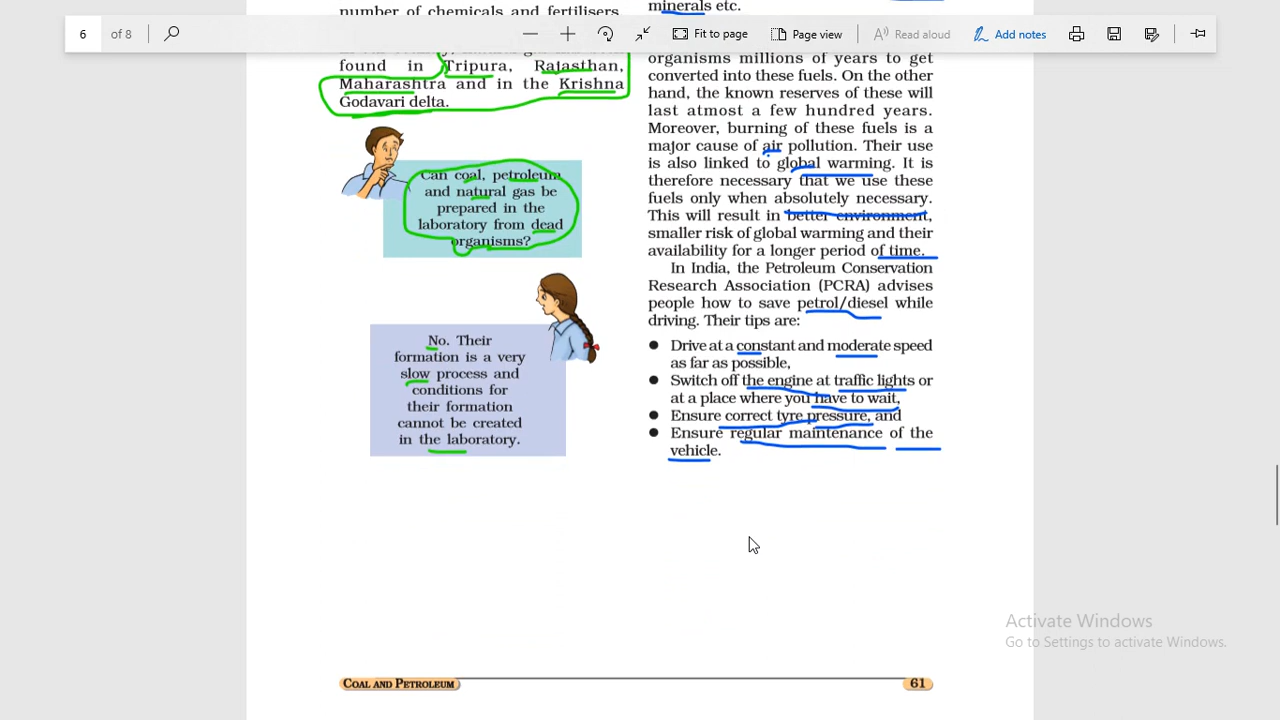 number of chemicals and fertilisers.
found in Tripura, Rajasthan,
Maharashtra and in the Krishna
Godavari delta.
Can coal, petroleum
and natural gas be
prepared in the
laboratory from dead
organisms?
No. Their
formation is a very
slow process and
conditions for
their formation
cannot be created
in the laboratory.
minerals etc.
6 of 8
Fit to page
Page view
Read aloud
Add notes
organisms millions of years to get
converted into these fuels. On the other
hand, the known reserves of these will
last atmost a few hundred years.
Moreover, burning of these fuels is a
major cause of air pollution. Their use
is also linked to global warming. It is
therefore necessary that we use these
fuels only when absolutely necessary.
This will result in better environment,
smaller risk of global warming and their
availability for a longer period of time.
In India, the Petroleum Conservation
Research Association (PCRA) advises
people how to save petrol/diesel while
driving. Their tips are:
● Drive at a constant and moderate speed
as far as possible,
● Switch off the engine at traffic lights or
at a place where you have to wait,
● Ensure correct tyre pressure, and
● Ensure regular maintenance of the
vehicle.
Activate Windows
Go to Settings to activate Windows.
COAL AND PETROLEUM
61